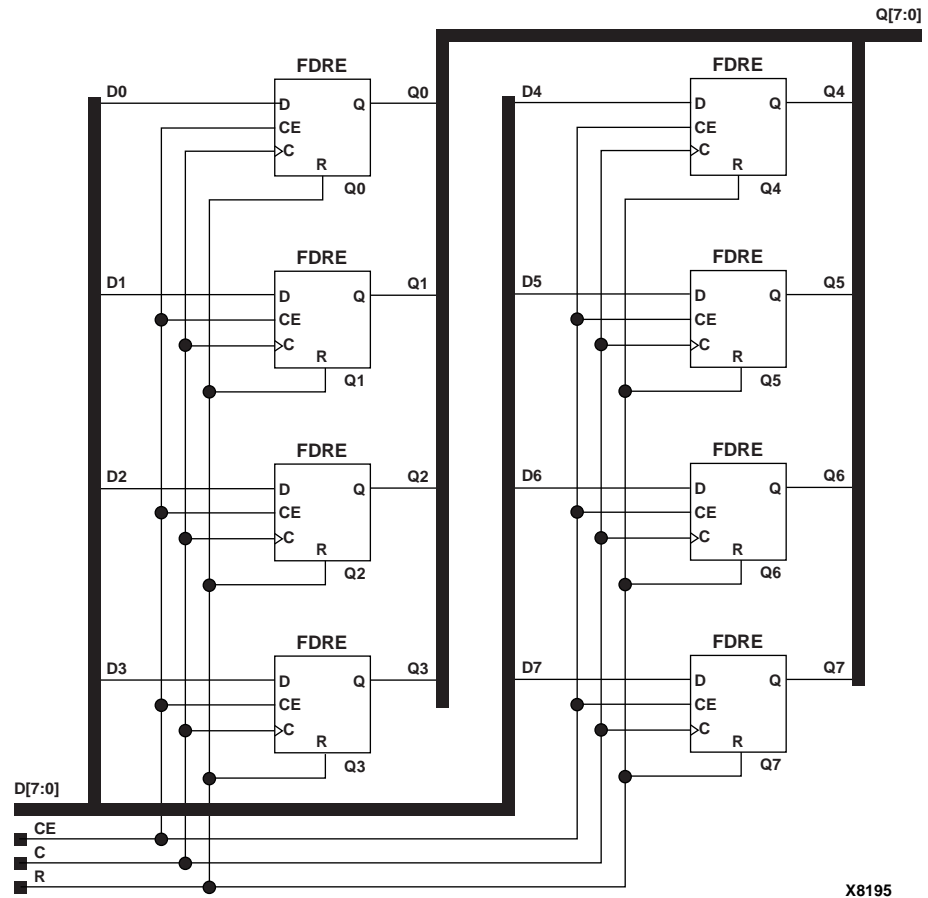 Q[7:0]
FDRE
D0
D
Q
Q0
CE
C
R
Q0
FDRE
D1
D
Q
Q1
CE
C
R
Q1
FDRE
D2
D
Q
Q2
CE
C
R
Q2
FDRE
D3
D
Q
Q3
CE
C
R
Q3
FDRE
D4
D
Q
Q4
CE
C
R
Q4
FDRE
D5
D
Q
Q5
CE
C
R
Q5
FDRE
D6
D
Q
Q6
CE
C
R
Q6
FDRE
D7
D
Q
Q7
CE
C
R
Q7
D[7:0]
CE
C
R
X8195